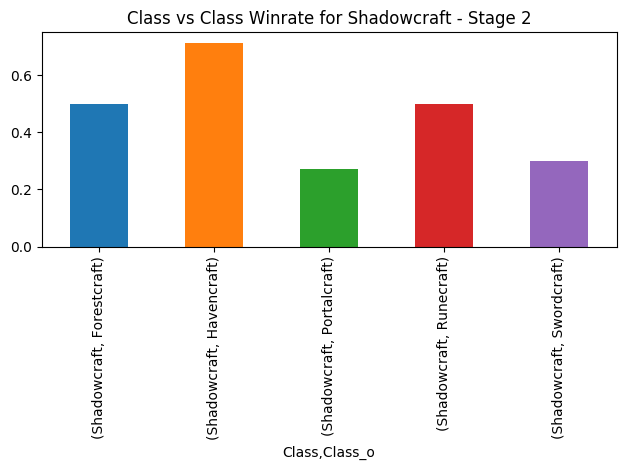 Class vs Class Winrate for Shadowcraft - Stage 2
0.6
0.4
0.2
0.0
(Shadowcraft, Forestcraft)
(Shadowcraft, Havencraft)
(Shadowcraft, Portalcraft)
(Shadowcraft, Runecraft)
(Shadowcraft, Swordcraft)
Class,Class_o